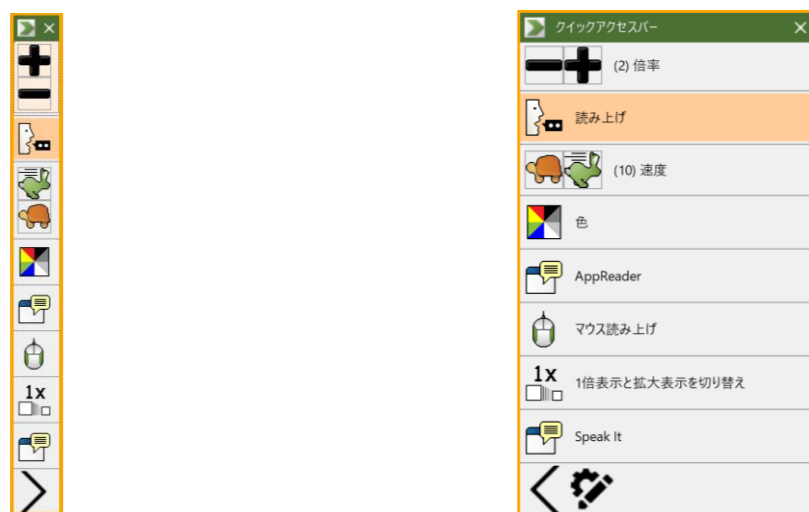 1x
クイックアクセスバー
(2) 倍率
読み上げ
(10) 速度
色
AppReader
マウス読み上げ
1x
1倍表示と拡大表示を切り替え
Speak It